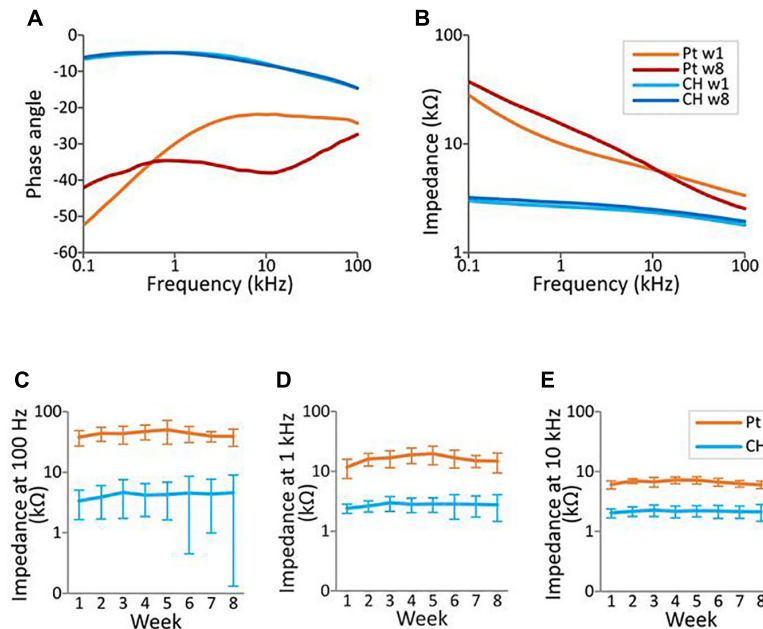 A
0
-10
-20
-30
-40
-50
-60
Phase angle
0.1
1
10
100
Frequency (kHz)
B
100
10
1
Impedance (kΩ)
Pt w1
Pt w8
CH w1
CH w8
0.1
1
10
100
Frequency (kHz)
C
100
10
1
0
Impedance at 100 Hz
(kΩ)
1 2 3 4 5 6 7 8
Week
D
100
10
1
0
Impedance at 1 kHz
(kΩ)
1 2 3 4 5 6 7 8
Week
E
100
10
1
0
Impedance at 10 kHz
(kΩ)
Pt
CH
1 2 3 4 5 6 7 8
Week